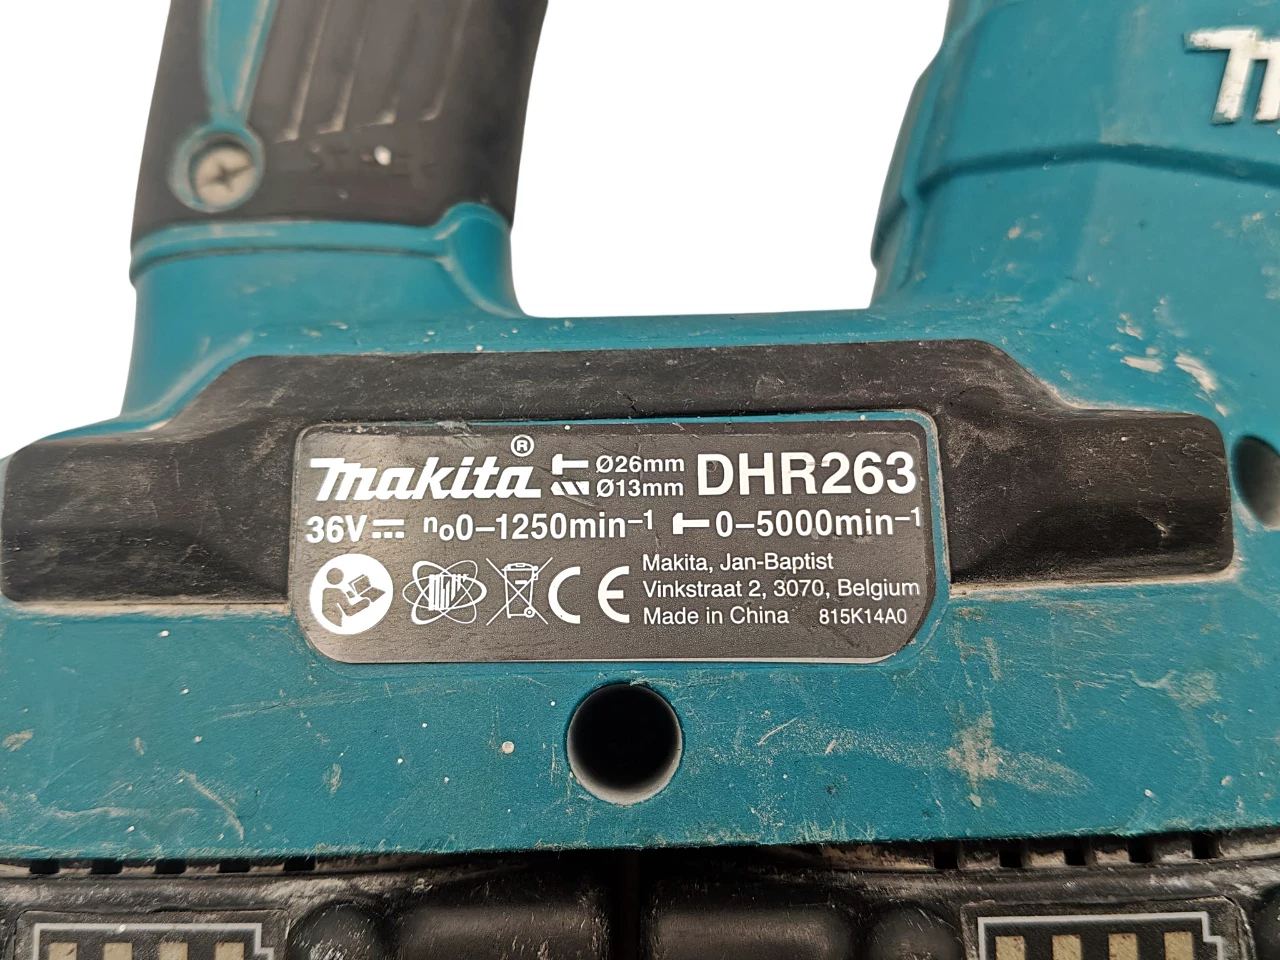 makita® Ø26mm DHR263
Ø13mm
36V⎓ n₀0–1250min⁻¹ 0–5000min⁻¹
Makita, Jan-Baptist
Vinkstraat 2, 3070, Belgium
CE Made in China 815K14A0